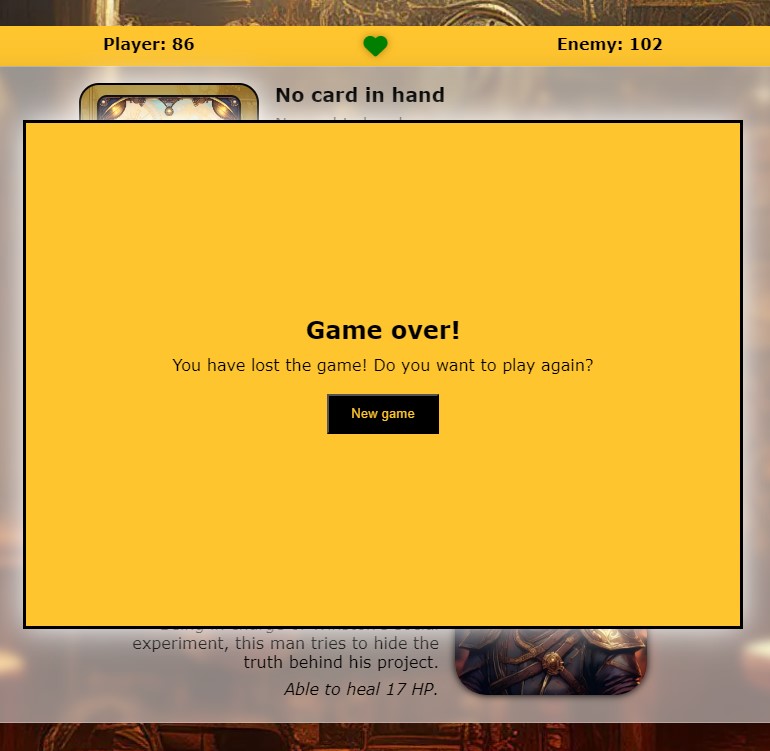 Player: 86
Enemy: 102
No card in hand
Game over!
You have lost the game! Do you want to play again?
New game
experiment, this man tries to hide the
truth behind his project.
Able to heal 17 HP.